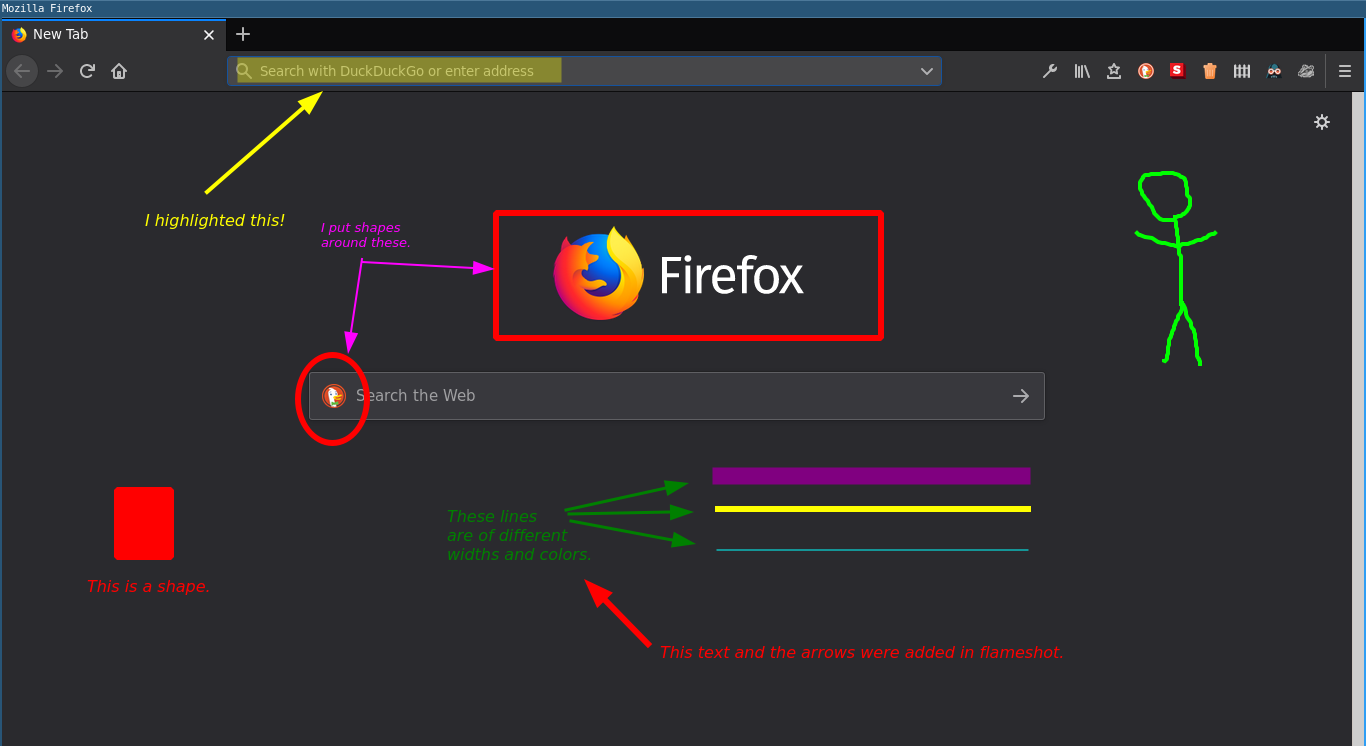 Mozilla Firefox
New Tab
Search with DuckDuckGo or enter address
S
I highlighted this!
I put shapes
around these.
Firefox
Search the Web
These lines
are of different
widths and colors.
This is a shape.
This text and the arrows were added in flameshot.